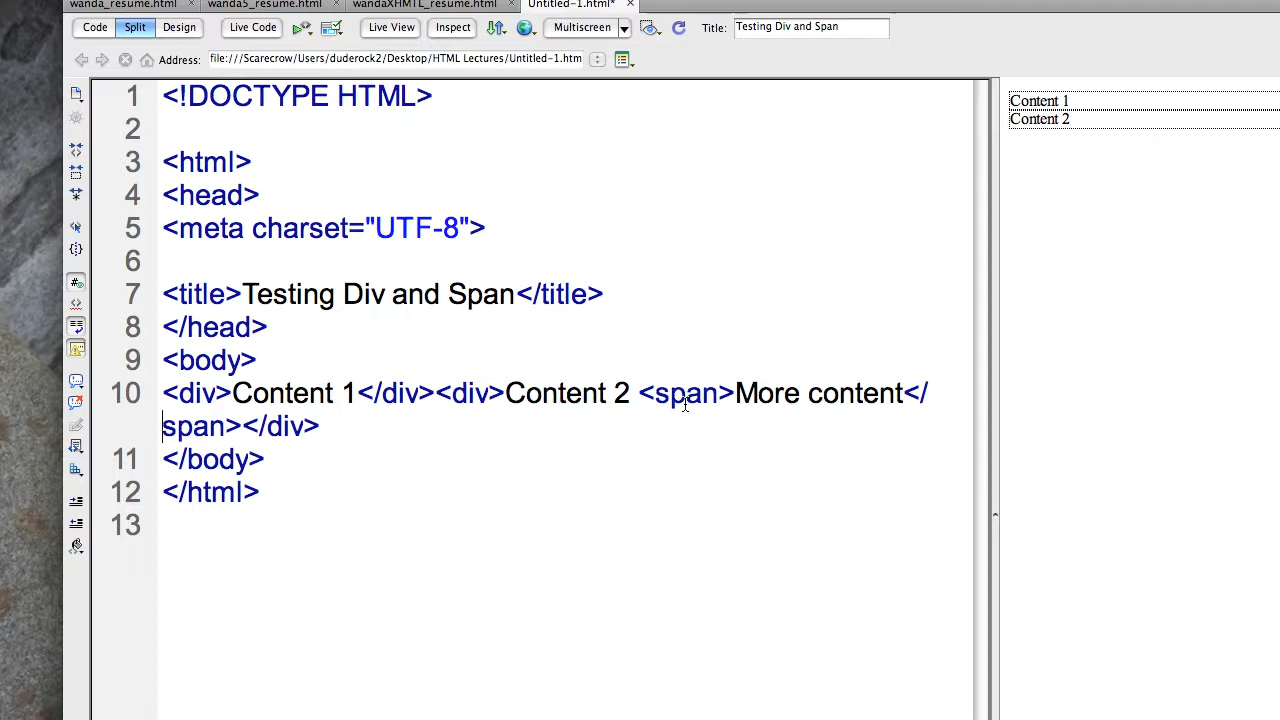 wanda_resume.html wanda5_resume.html wandaXHMTL_resume.html Untitled-1.html*
Code Split Design Live Code Live View Inspect Multiscreen Title: Testing Div and Span
Address: file:///Scarecrow/Users/duderock2/Desktop/HTML Lectures/Untitled-1.htm
1 <!DOCTYPE HTML>
2
3 <html>
4 <head>
5 <meta charset="UTF-8">
6
7 <title>Testing Div and Span</title>
8 </head>
9 <body>
10 <div>Content 1</div><div>Content 2 <span>More content</
span></div>
11 </body>
12 </html>
13
Content 1
Content 2